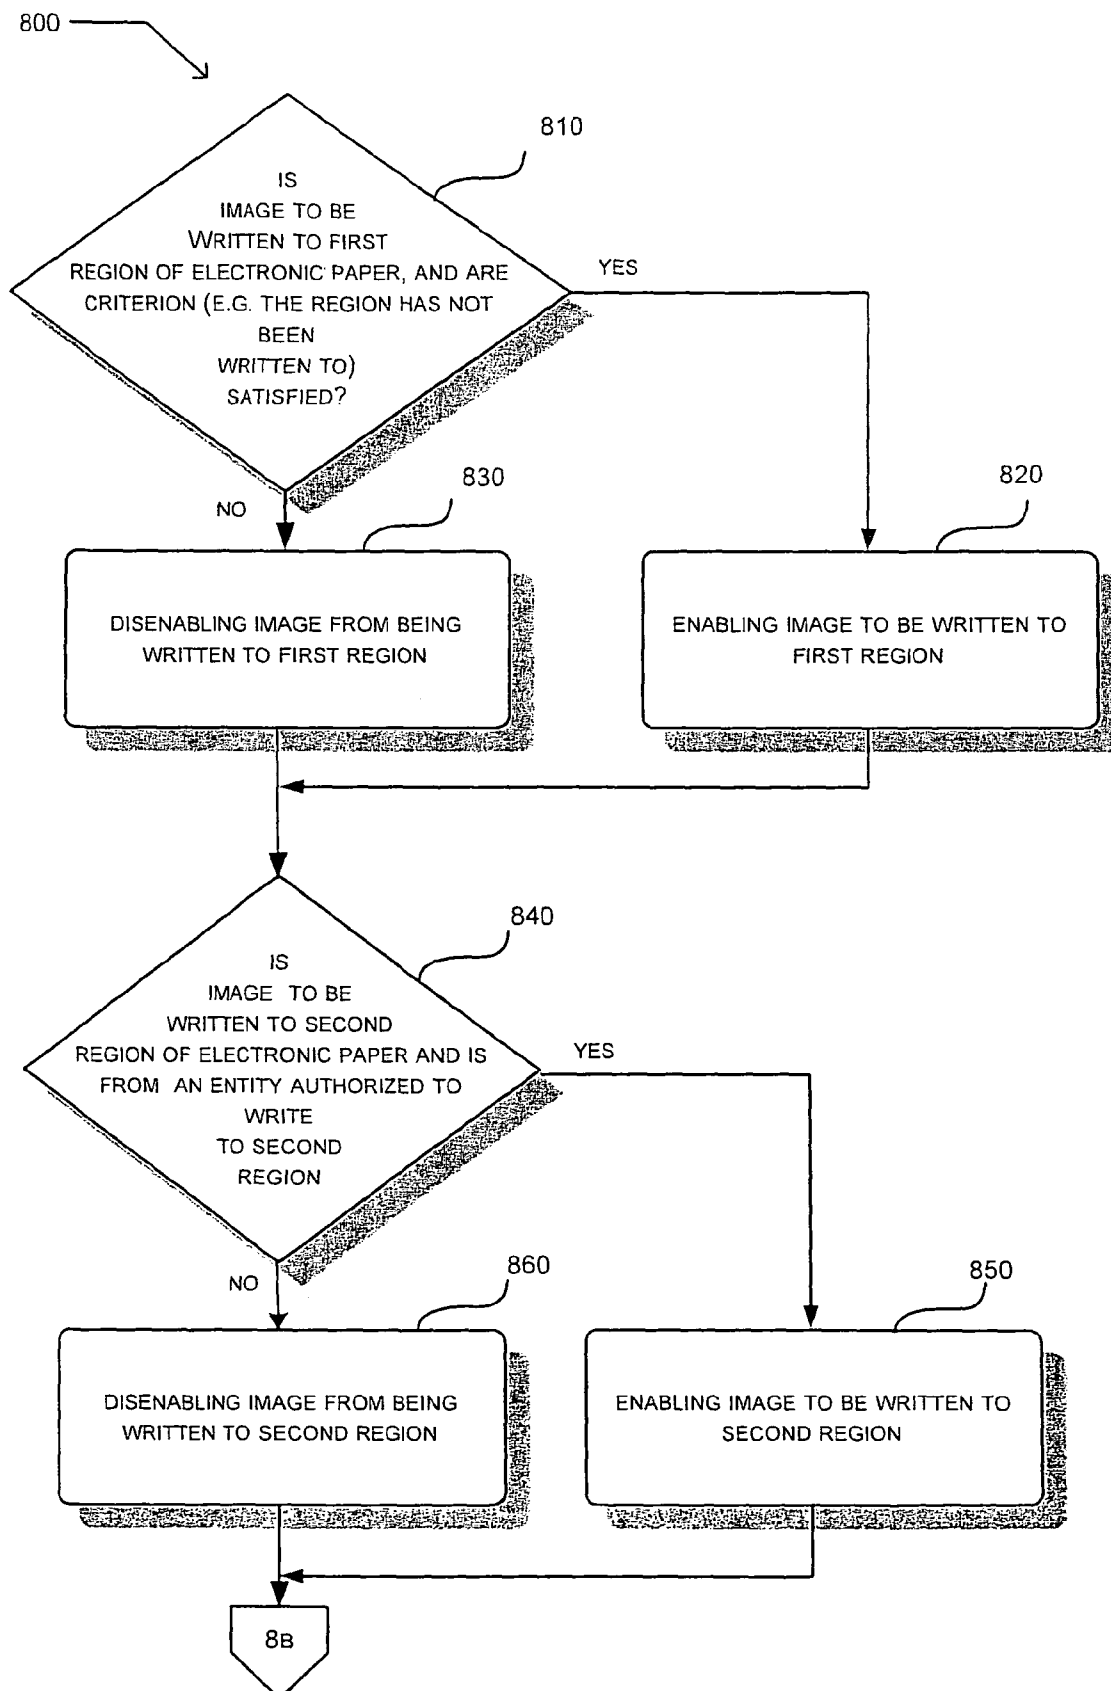 800
810
IS
IMAGE TO BE
WRITTEN TO FIRST
REGION OF ELECTRONIC PAPER, AND ARE
CRITERION (E.G. THE REGION HAS NOT
BEEN
WRITTEN TO)
SATISFIED?
YES
NO
830
820
DISENABLING IMAGE FROM BEING
WRITTEN TO FIRST REGION
ENABLING IMAGE TO BE WRITTEN TO
FIRST REGION
840
IS
IMAGE TO BE
WRITTEN TO SECOND
REGION OF ELECTRONIC PAPER AND IS
FROM AN ENTITY AUTHORIZED TO
WRITE
TO SECOND
REGION
YES
NO
860
850
DISENABLING IMAGE FROM BEING
WRITTEN TO SECOND REGION
ENABLING IMAGE TO BE WRITTEN TO
SECOND REGION
8B